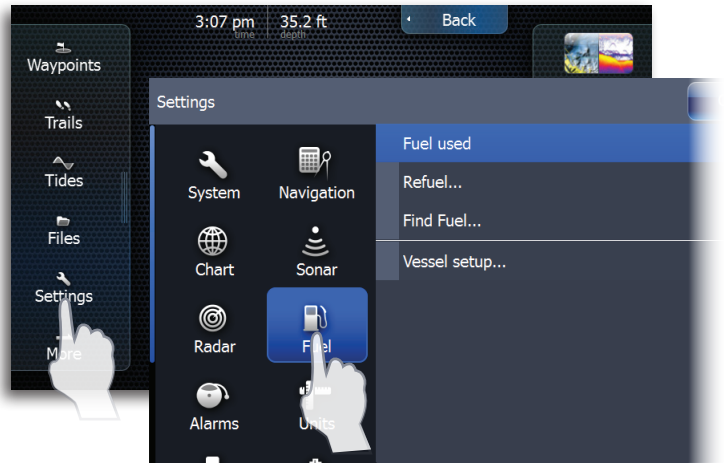 3:07 pm
time
35.2 ft
depth
Back
Waypoints
Trails
Tides
Files
Settings
More
Settings
System
Navigation
Chart
Sonar
Radar
Fuel
Alarms
Units
Fuel used
Refuel...
Find Fuel...
Vessel setup...